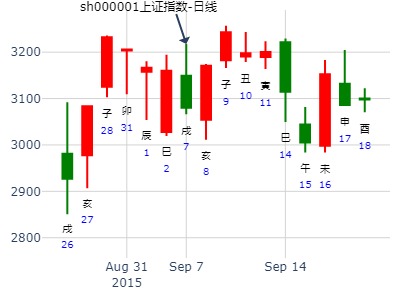 sh000001上证指数-日线
3200
3100
3000
2900
2800
戌
26
亥
27
子
28
卯
31
辰
1
巳
2
戌
7
亥
8
子
9
丑
10
寅
11
巳
14
午
15
未
16
申
17
酉
18
Aug 31
2015
Sep 7
Sep 14